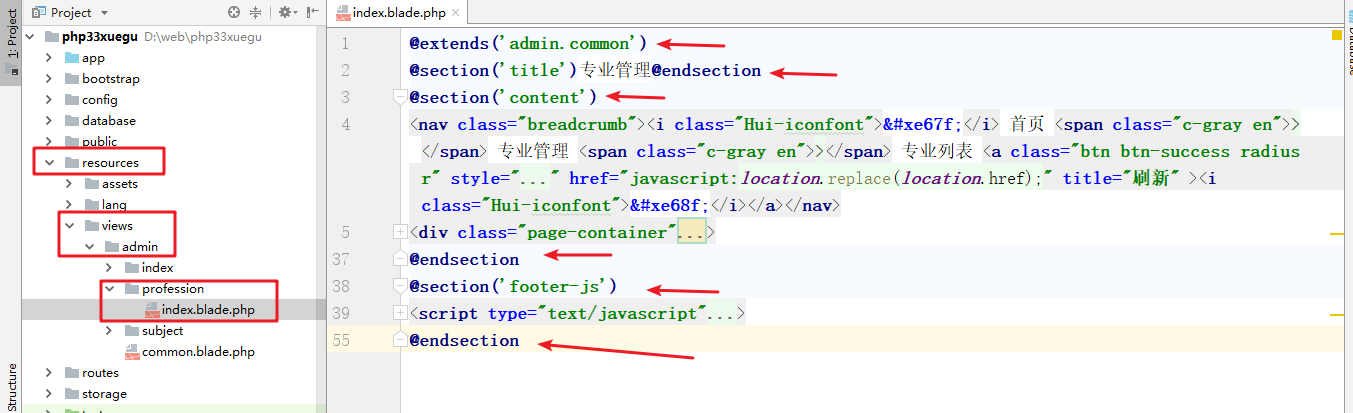 Project
index.blade.php
1: Project
php33xuegu D:\web\php33xuegu
app
bootstrap
config
database
public
resources
assets
lang
views
admin
index
profession
index.blade.php
subject
common.blade.php
routes
storage
Structure
1 @extends('admin.common')
2 @section('title')专业管理@endsection
3 @section('content')
4 <nav class="breadcrumb"><i class="Hui-iconfont">&#xe67f;</i> 首页 <span class="c-gray en">>
</span> 专业管理 <span class="c-gray en">></span> 专业列表 <a class="btn btn-success radius
r" style="..." href="javascript:location.replace(location.href);" title="刷新" ><i
class="Hui-iconfont">&#xe68f;</i></a></nav>
5 <div class="page-container"...>
37 @endsection
38 @section('footer-js')
39 <script type="text/javascript"...>
55 @endsection